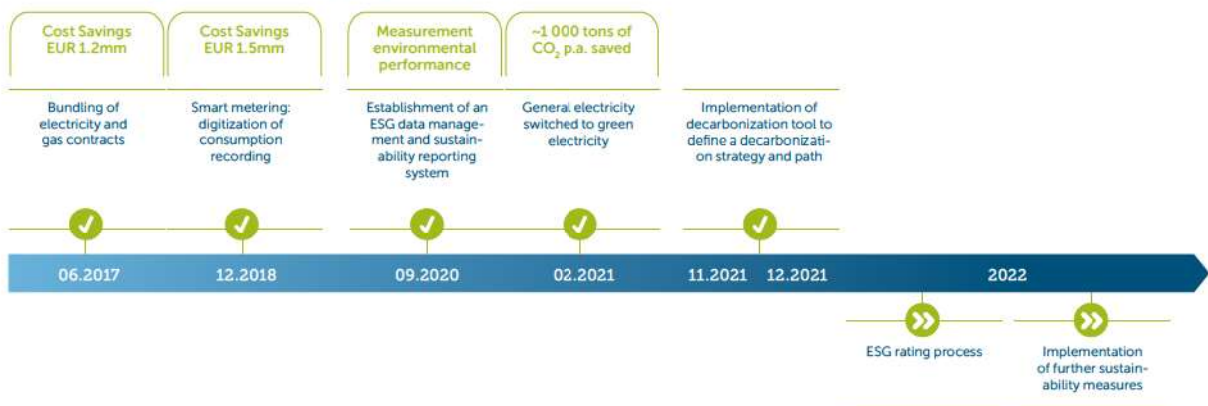 Cost Savings
EUR 1.2mm
Cost Savings
EUR 1.5mm
Measurement
environmental
performance
~1 000 tons of
CO₂ p.a. saved
Bundling of
electricity and
gas contracts
Smart metering:
digitization of
consumption
recording
Establishment of an
ESG data manage-
ment and sustain-
ability reporting
system
General electricity
switched to green
electricity
Implementation of
decarbonization tool to
define a decarbonizati-
on strategy and path
06.2017
12.2018
09.2020
02.2021
11.2021
12.2021
2022
ESG rating process
Implementation
of further sustain-
ability measures